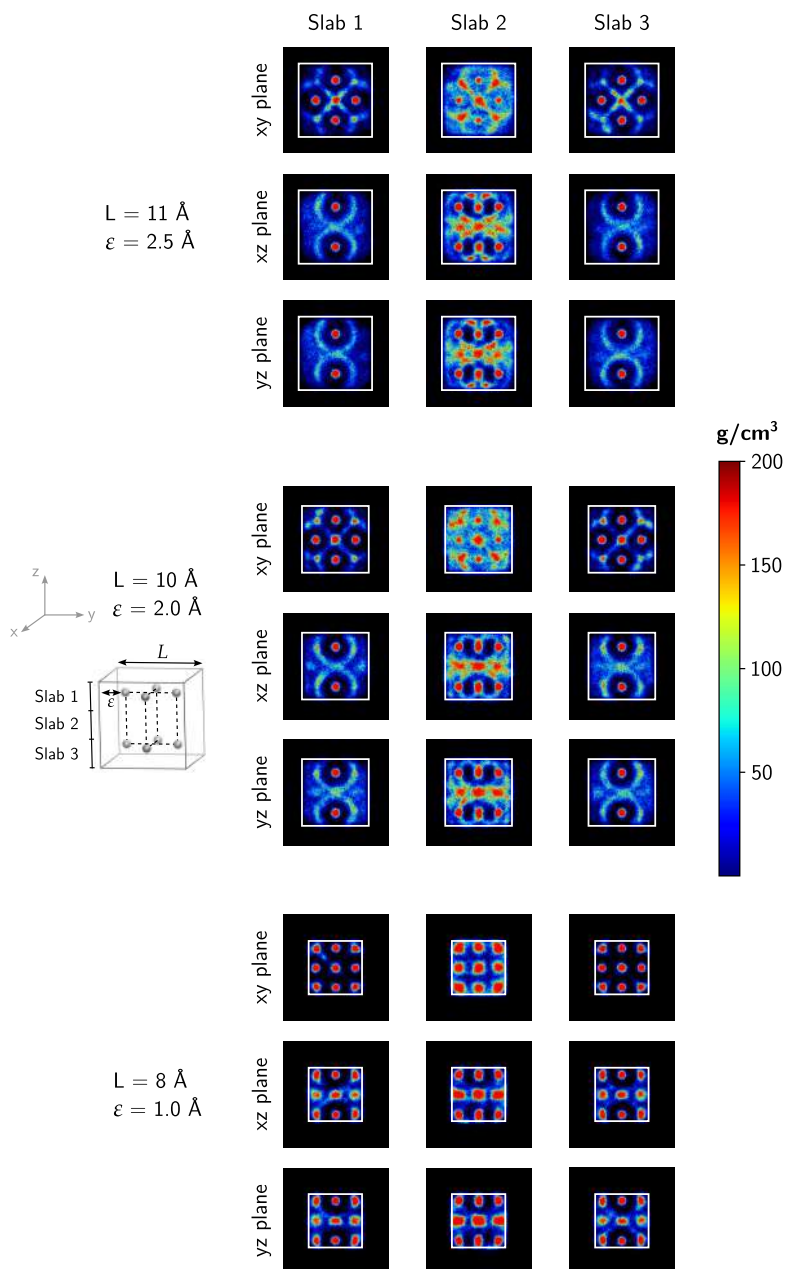 Slab 1 Slab 2 Slab 3
xy plane
L = 11 Å
ε = 2.5 Å
xz plane
yz plane
g/cm³
200
150
100
50
xy plane
L = 10 Å
ε = 2.0 Å
xz plane
yz plane
z
y
x
L
ε
Slab 1
Slab 2
Slab 3
xy plane
L = 8 Å
ε = 1.0 Å
xz plane
yz plane